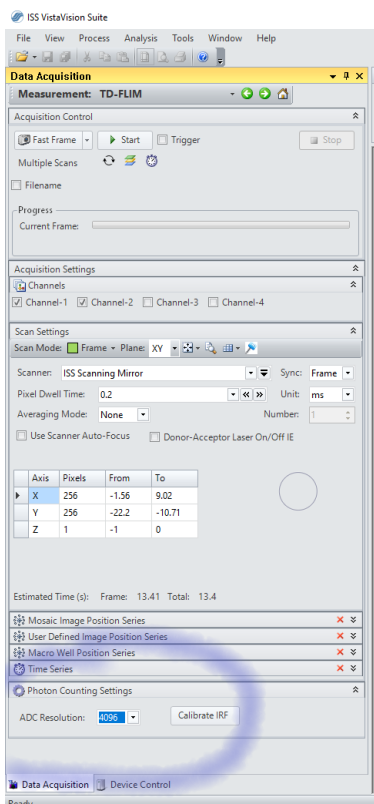 ISS VistaVision Suite
File View Process Analysis Tools Window Help
Data Acquisition
Measurement: TD-FLIM
Acquisition Control
Fast Frame Start Trigger Stop
Multiple Scans
Filename
Progress
Current Frame:
Acquisition Settings
Channels
Channel-1 Channel-2 Channel-3 Channel-4
Scan Settings
Scan Mode: Frame Plane: XY
Scanner: ISS Scanning Mirror Sync: Frame
Pixel Dwell Time: 0.2 Unit: ms
Averaging Mode: None Number: 1
Use Scanner Auto-Focus Donor-Acceptor Laser On/Off IE
Axis Pixels From To
X 256 -1.56 9.02
Y 256 -22.2 -10.71
Z 1 -1 0
Estimated Time (s): Frame: 13.41 Total: 13.4
Mosaic Image Position Series
User Defined Image Position Series
Macro Well Position Series
Time Series
Photon Counting Settings
ADC Resolution: 4096 Calibrate IRF
Data Acquisition Device Control
Ready